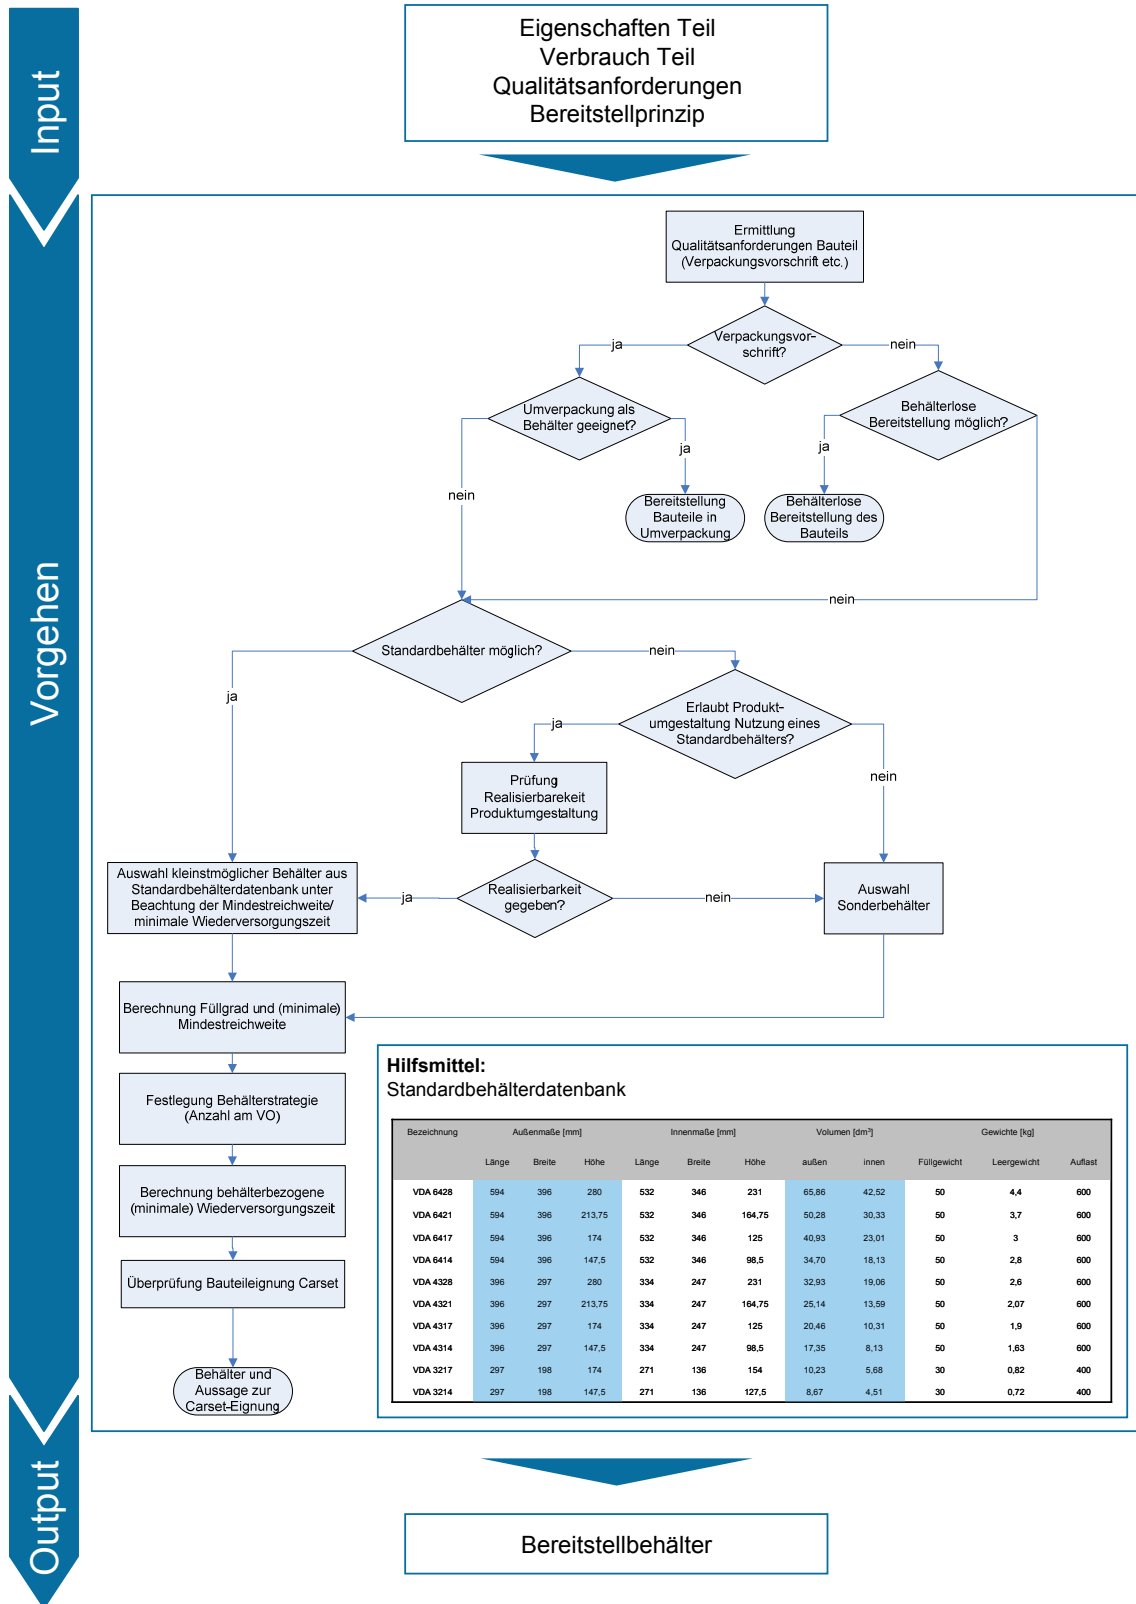 Input
Eigenschaften Teil
Verbrauch Teil
Qualitätsanforderungen
Bereitstellprinzip
Vorgehen
Ermittlung
Qualitätsanforderungen Bauteil
(Verpackungsvorschrift etc.)
Verpackungsvor-
schrift?
ja
nein
Umverpackung als
Behälter geeignet?
Behälterlose
Bereitstellung möglich?
ja
ja
nein
Bereitstellung
Bauteile in
Umverpackung
Behälterlose
Bereitstellung des
Bauteils
nein
Standardbehälter möglich?
nein
ja
Erlaubt Produkt-
umgestaltung Nutzung eines
Standardbehälters?
ja
nein
Prüfung
Realisierbarekeit
Produktumgestaltung
Auswahl kleinstmöglicher Behälter aus
Standardbehälterdatenbank unter
Beachtung der Mindestreichweite/
minimale Wiederversorgungszeit
ja
Realisierbarkeit
gegeben?
nein
Auswahl
Sonderbehälter
Berechnung Füllgrad und (minimale)
Mindestreichweite
Festlegung Behälterstrategie
(Anzahl am VO)
Berechnung behälterbezogene
(minimale) Wiederversorgungszeit
Überprüfung Bauteileignung Carset
Behälter und
Aussage zur
Carset-Eignung
Hilfsmittel:
Standardbehälterdatenbank
Bezeichnung Außenmaße [mm] Innenmaße [mm] Volumen [dm³] Gewichte [kg]
Länge Breite Höhe Länge Breite Höhe außen innen Füllgewicht Leergewicht Auflast
VDA 6428 594 396 280 532 346 231 65,86 42,52 50 4,4 600
VDA 6421 594 396 213,75 532 346 164,75 50,28 30,33 50 3,7 600
VDA 6417 594 396 174 532 346 125 40,93 23,01 50 3 600
VDA 6414 594 396 147,5 532 346 98,5 34,70 18,13 50 2,8 600
VDA 4328 396 297 280 334 247 231 32,93 19,06 50 2,6 600
VDA 4321 396 297 213,75 334 247 164,75 25,14 13,59 50 2,07 600
VDA 4317 396 297 174 334 247 125 20,46 10,31 50 1,9 600
VDA 4314 396 297 147,5 334 247 98,5 17,35 8,13 50 1,63 600
VDA 3217 297 198 174 271 136 154 10,23 5,68 30 0,82 400
VDA 3214 297 198 147,5 271 136 127,5 8,67 4,51 30 0,72 400
Output
Bereitstellbehälter